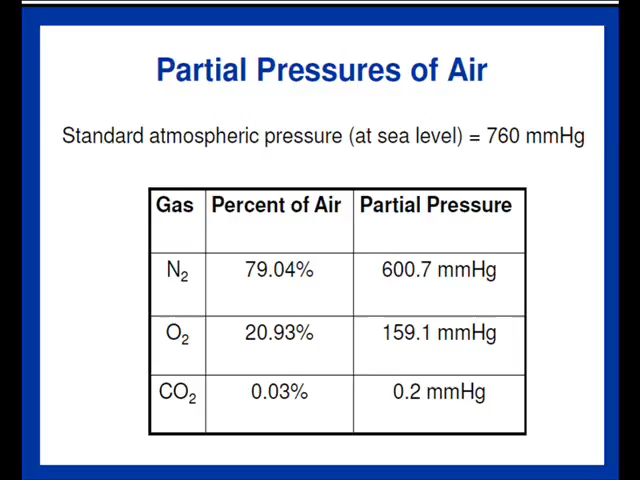 Partial Pressures of Air
Standard atmospheric pressure (at sea level) = 760 mmHg
Gas Percent of Air Partial Pressure
N₂ 79.04% 600.7 mmHg
O₂ 20.93% 159.1 mmHg
CO₂ 0.03% 0.2 mmHg